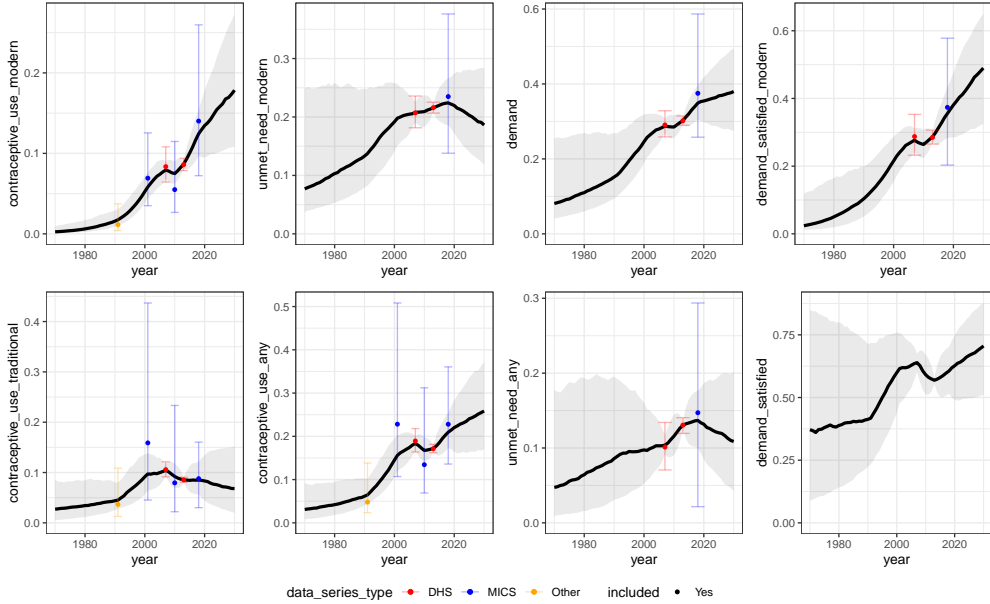 contraceptive_use_modern
0.0
0.1
0.2
1980 2000 2020
year
unmet_need_modern
0.0
0.1
0.2
0.3
1980 2000 2020
year
demand
0.0
0.2
0.4
0.6
1980 2000 2020
year
demand_satisfied_modern
0.0
0.2
0.4
0.6
1980 2000 2020
year
contraceptive_use_traditional
0.0
0.1
0.2
0.3
0.4
1980 2000 2020
year
contraceptive_use_any
0.0
0.1
0.2
0.3
0.4
0.5
1980 2000 2020
year
unmet_need_any
0.0
0.1
0.2
0.3
1980 2000 2020
year
demand_satisfied
0.00
0.25
0.50
0.75
1980 2000 2020
year
data_series_type DHS MICS Other included Yes